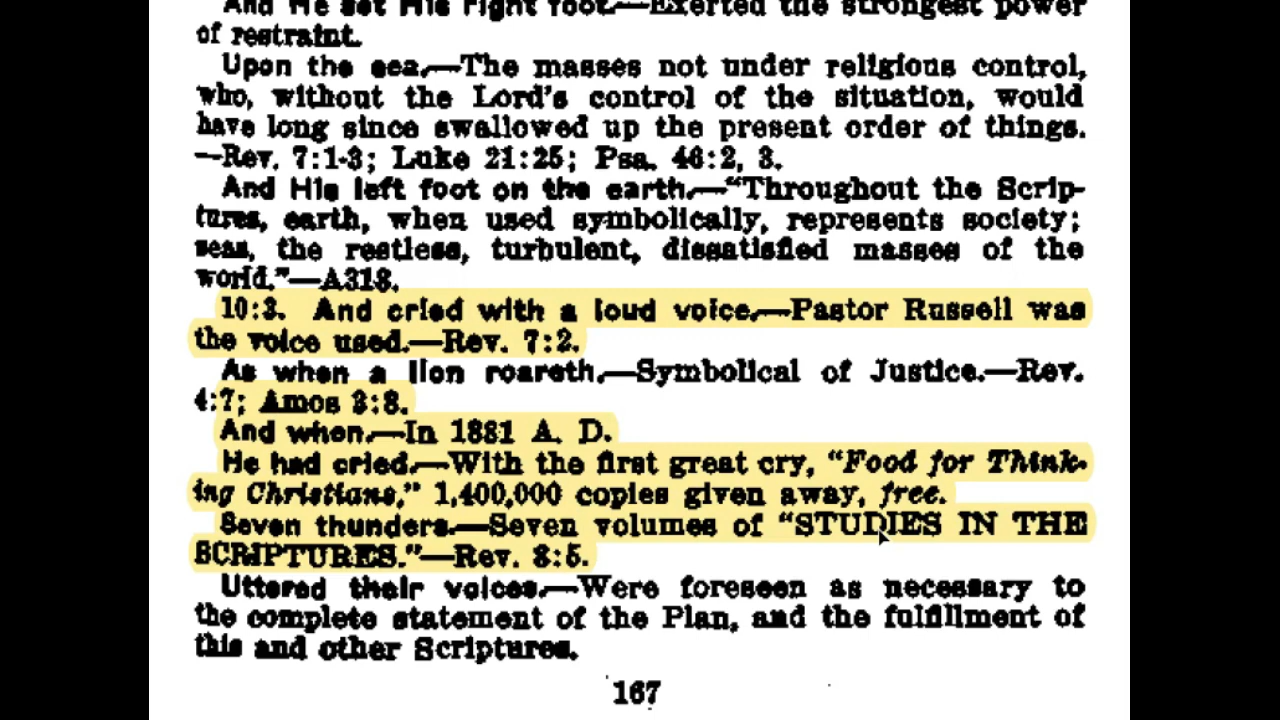 And He set His right foot.—Exerted the strongest power
of restraint.
Upon the sea.—The masses not under religious control,
who, without the Lord's control of the situation, would
have long since swallowed up the present order of things.
—Rev. 7:1-3; Luke 21:25; Psa. 46:2, 3.
And His left foot on the earth.—"Throughout the Scrip-
tures, earth, when used symbolically, represents society;
seas, the restless, turbulent, dissatisfied masses of the
world."—A318.
10:3. And cried with a loud voice.—Pastor Russell was
the voice used.—Rev. 7:2.
As when a lion roareth.—Symbolical of Justice.—Rev.
4:7; Amos 3:8.
And when.—In 1881 A. D.
He had cried.—With the first great cry, "Food for Think-
ing Christians," 1,400,000 copies given away, free.
Seven thunders.—Seven volumes of "STUDIES IN THE
SCRIPTURES."—Rev. 8:5.
Uttered their voices.—Were foreseen as necessary to
the complete statement of the Plan, and the fulfillment of
this and other Scriptures.
167